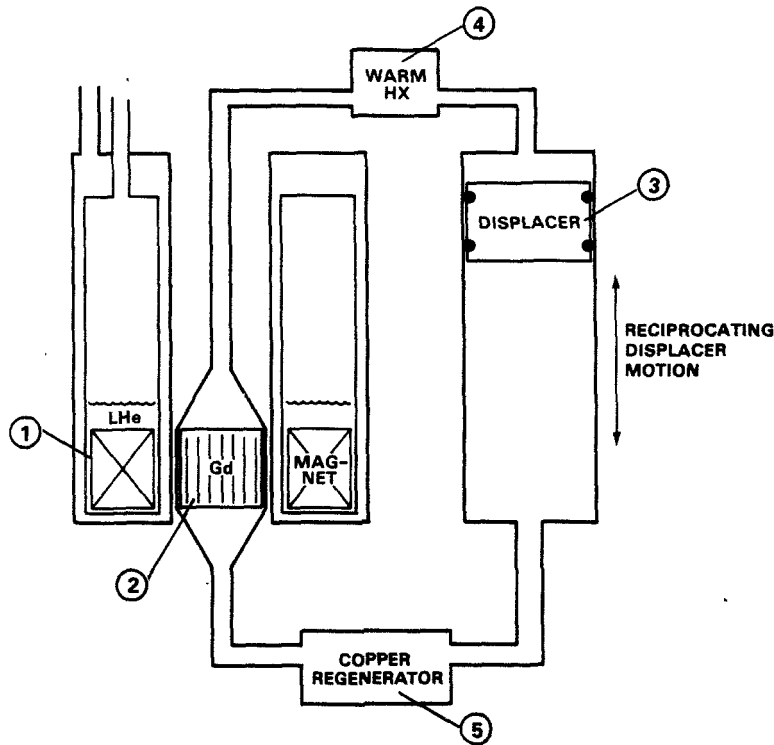 4
WARM
HX
3
DISPLACER
RECIPROCATING
DISPLACER
MOTION
LHe
1
Gd
MAG-
NET
2
COPPER
REGENERATOR
5